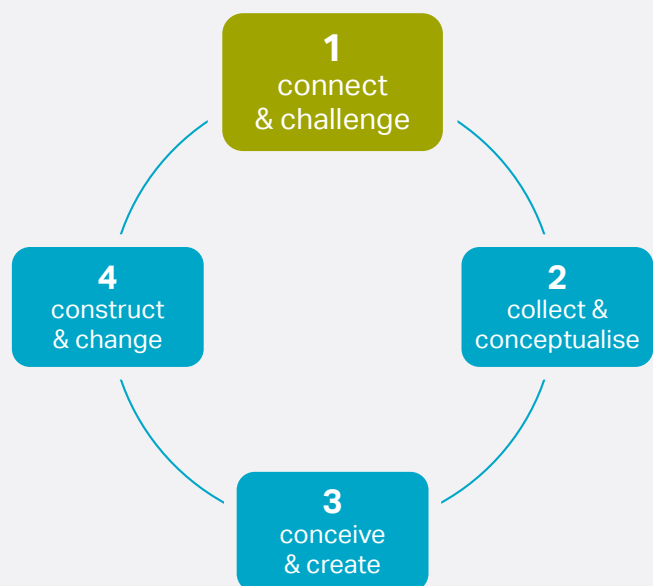 1
connect
& challenge
2
collect &
conceptualise
3
conceive
& create
4
construct
& change